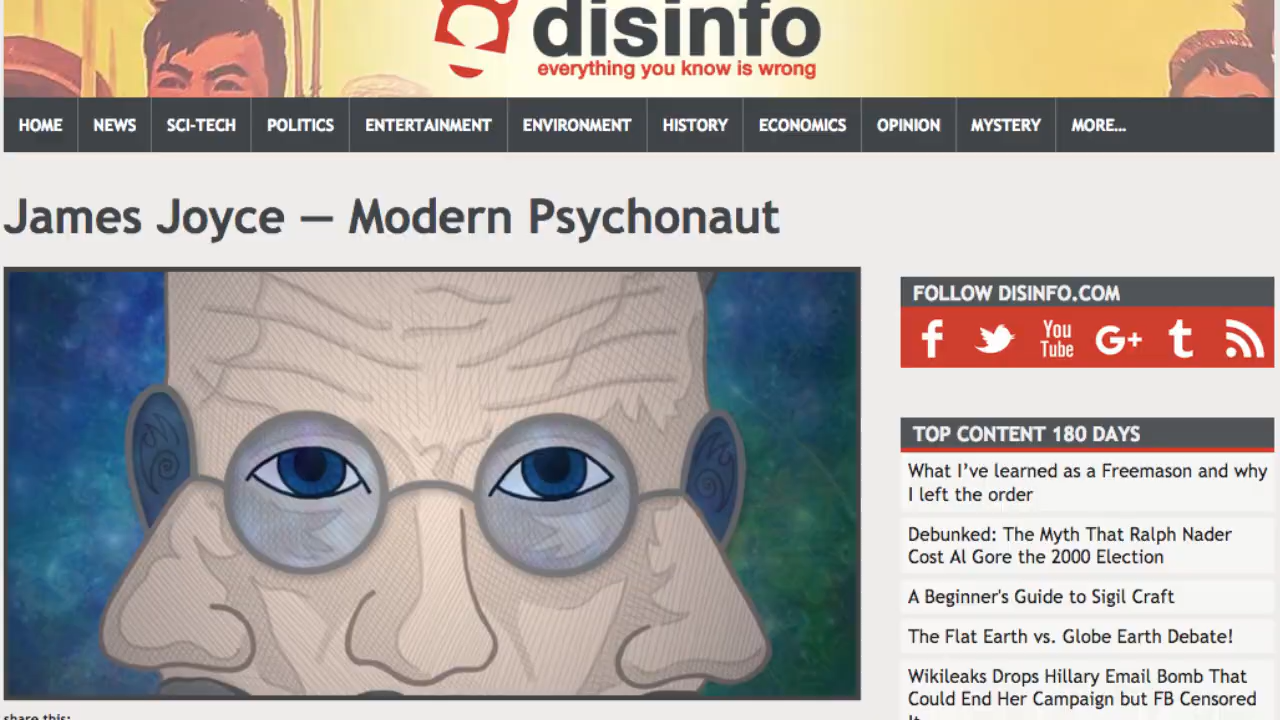 disinfo
everything you know is wrong
HOME NEWS SCI-TECH POLITICS ENTERTAINMENT ENVIRONMENT HISTORY ECONOMICS OPINION MYSTERY MORE...
James Joyce — Modern Psychonaut
FOLLOW DISINFO.COM
f You Tube G+ t
TOP CONTENT 180 DAYS
What I’ve learned as a Freemason and why
I left the order
Debunked: The Myth That Ralph Nader
Cost Al Gore the 2000 Election
A Beginner's Guide to Sigil Craft
The Flat Earth vs. Globe Earth Debate!
Wikileaks Drops Hillary Email Bomb That
Could End Her Campaign but FB Censored
It
share this: